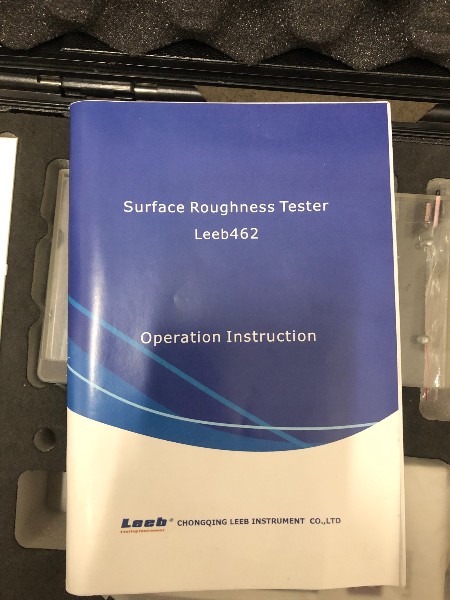 Surface Roughness Tester
Leeb462
Operation Instruction
Leeb® CHONGQING LEEB INSTRUMENT CO.,LTD